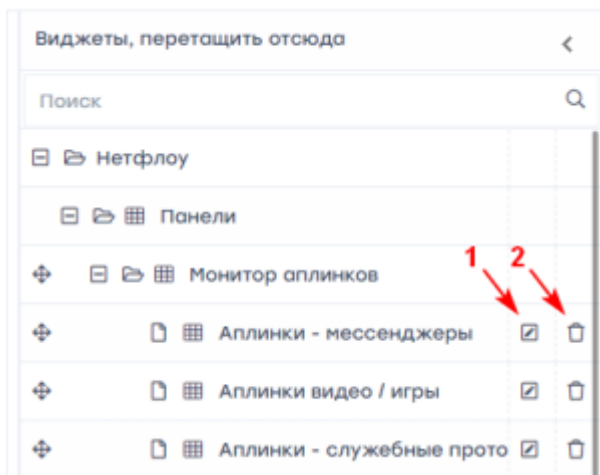 Виджеты, перетащить отсюда
Поиск
Нетфлоу
Панели
Монитор аплинков
1 2
Аплинки - мессенджеры
Аплинки видео / игры
Аплинки - служебные прото